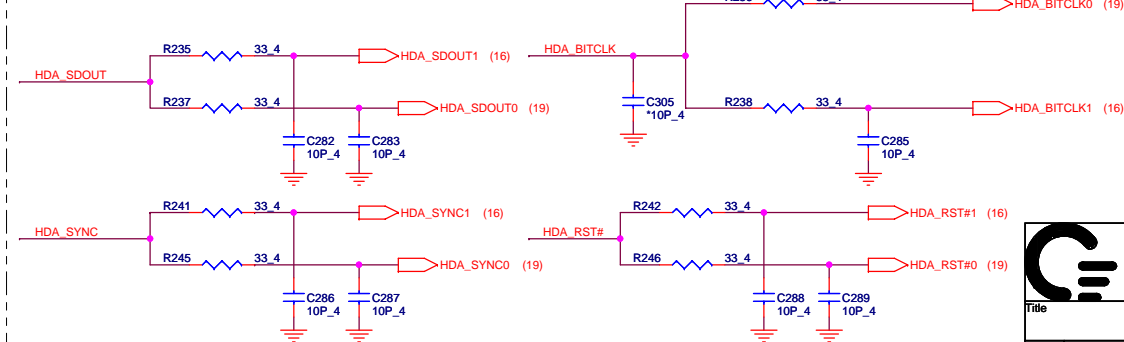 HDA_BITCLK0 (19)
R235 33_4 HDA_SDOUT1 (16)
HDA_SDOUT
R237 33_4 HDA_SDOUT0 (19)
C282 10P_4
C283 10P_4
HDA_BITCLK
C305 *10P_4
R238 33_4 HDA_BITCLK1 (16)
C285 10P_4
R241 33_4 HDA_SYNC1 (16)
HDA_SYNC
R245 33_4 HDA_SYNC0 (19)
C286 10P_4
C287 10P_4
R242 33_4 HDA_RST#1 (16)
HDA_RST#
R246 33_4 HDA_RST#0 (19)
C288 10P_4
C289 10P_4
Title